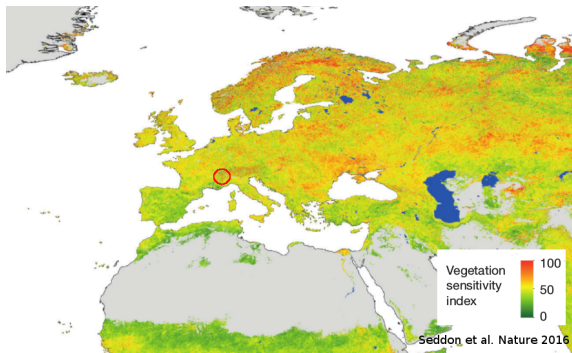 Vegetation
sensitivity
index
100
50
0
Seddon et al. Nature 2016